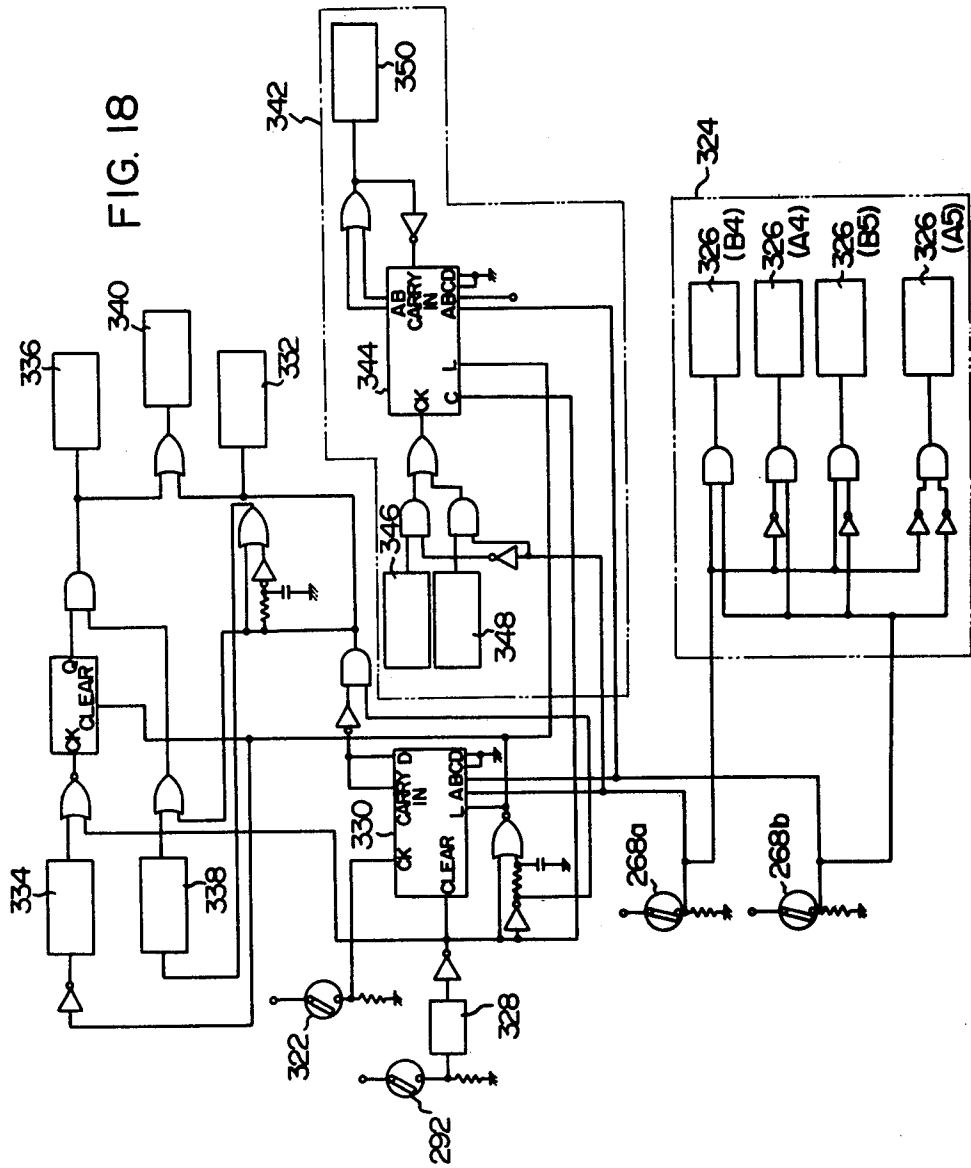 FIG. 18
336
340
332
342
350
334
CK
Q
CLEAR
338
344
AB
CARRY
IN
ABCD
CK
C
L
346
348
322
330
CARRY D
IN
CK
L ABCD
CLEAR
292
328
268a
268b
324
326
(B4)
326
(A4)
326
(B5)
326
(A5)